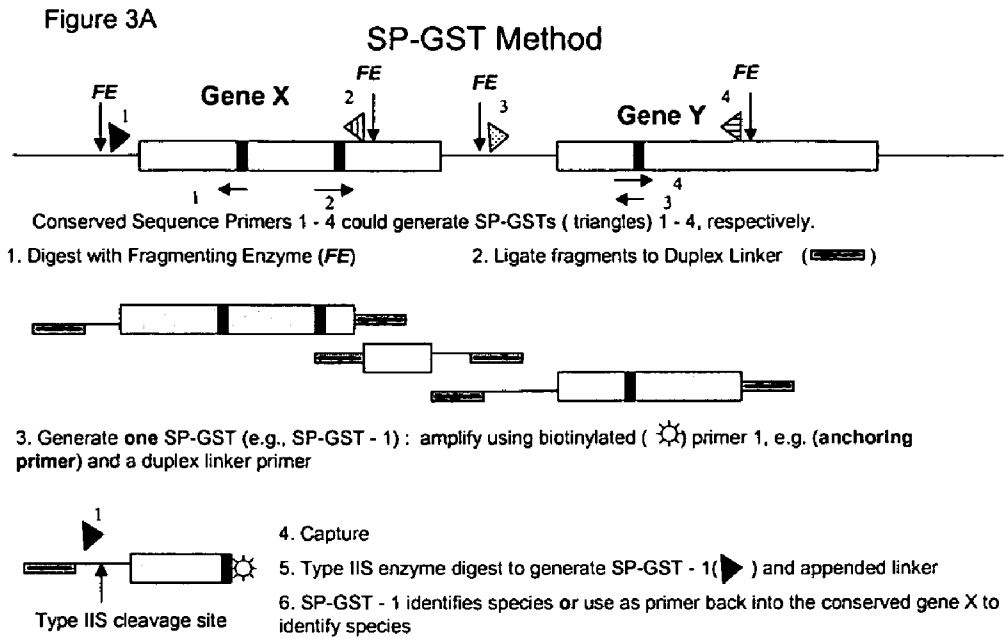 Figure 3A
SP-GST Method
FE 1 Gene X 2 FE FE 3 Gene Y 4 FE
1 2 4
3
Conserved Sequence Primers 1 - 4 could generate SP-GSTs ( triangles) 1 - 4, respectively.
1. Digest with Fragmenting Enzyme (FE) 2. Ligate fragments to Duplex Linker ( )
3. Generate one SP-GST (e.g., SP-GST - 1) : amplify using biotinylated ( ) primer 1, e.g. (anchoring
primer) and a duplex linker primer
1
Type IIS cleavage site
4. Capture
5. Type IIS enzyme digest to generate SP-GST - 1( ) and appended linker
6. SP-GST - 1 identifies species or use as primer back into the conserved gene X to
identify species